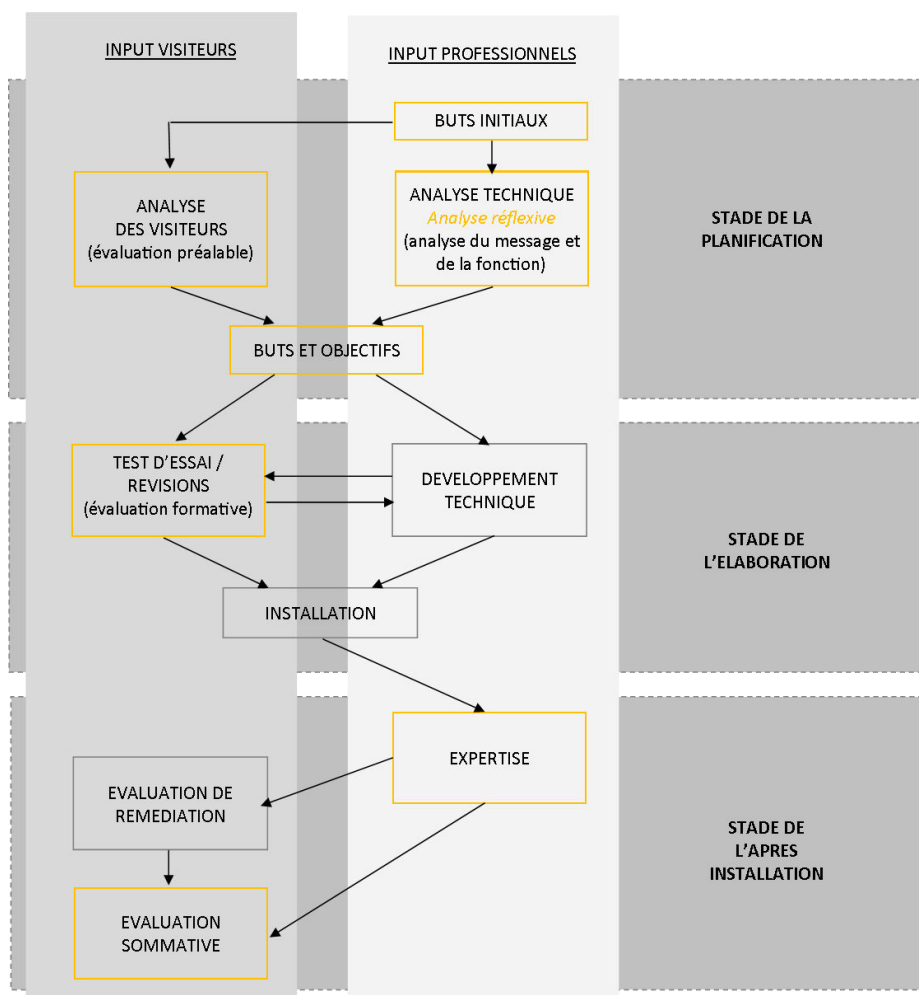 INPUT VISITEURS
INPUT PROFESSIONNELS
BUTS INITIAUX
ANALYSE
DES VISITEURS
(évaluation préalable)
ANALYSE TECHNIQUE
Analyse réflexive
(analyse du message et
de la fonction)
STADE DE LA
PLANIFICATION
BUTS ET OBJECTIFS
TEST D'ESSAI /
REVISIONS
(évaluation formative)
DEVELOPPEMENT
TECHNIQUE
STADE DE
L'ELABORATION
INSTALLATION
EXPERTISE
EVALUATION DE
REMEDIATION
STADE DE
L'APRES
INSTALLATION
EVALUATION
SOMMATIVE